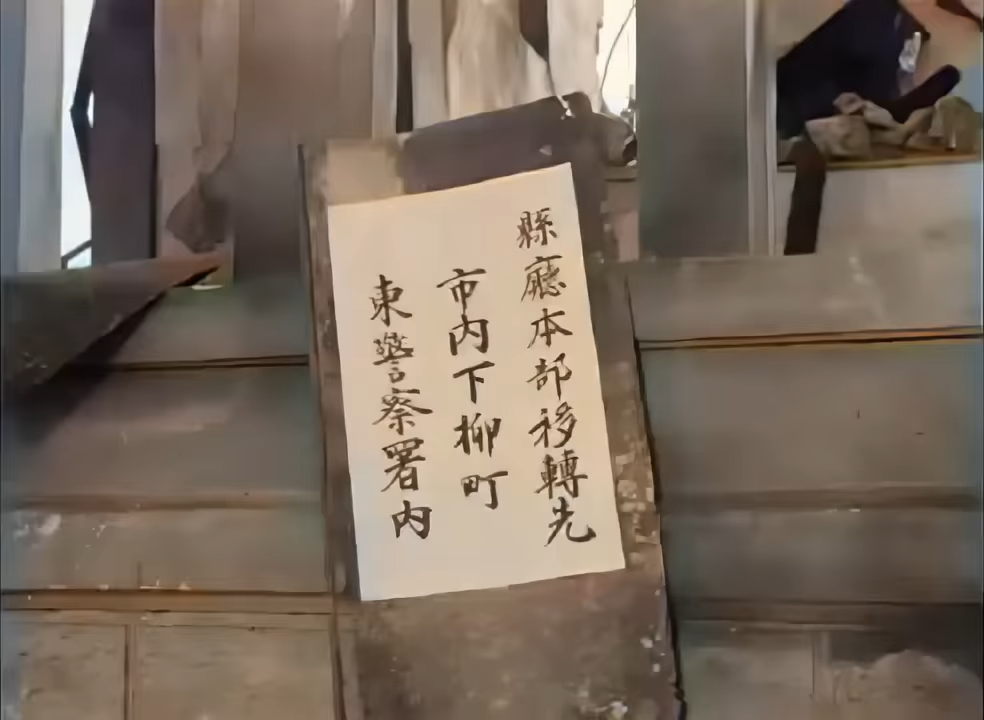 縣廳本部移轉先
市内下柳町
東警察署内